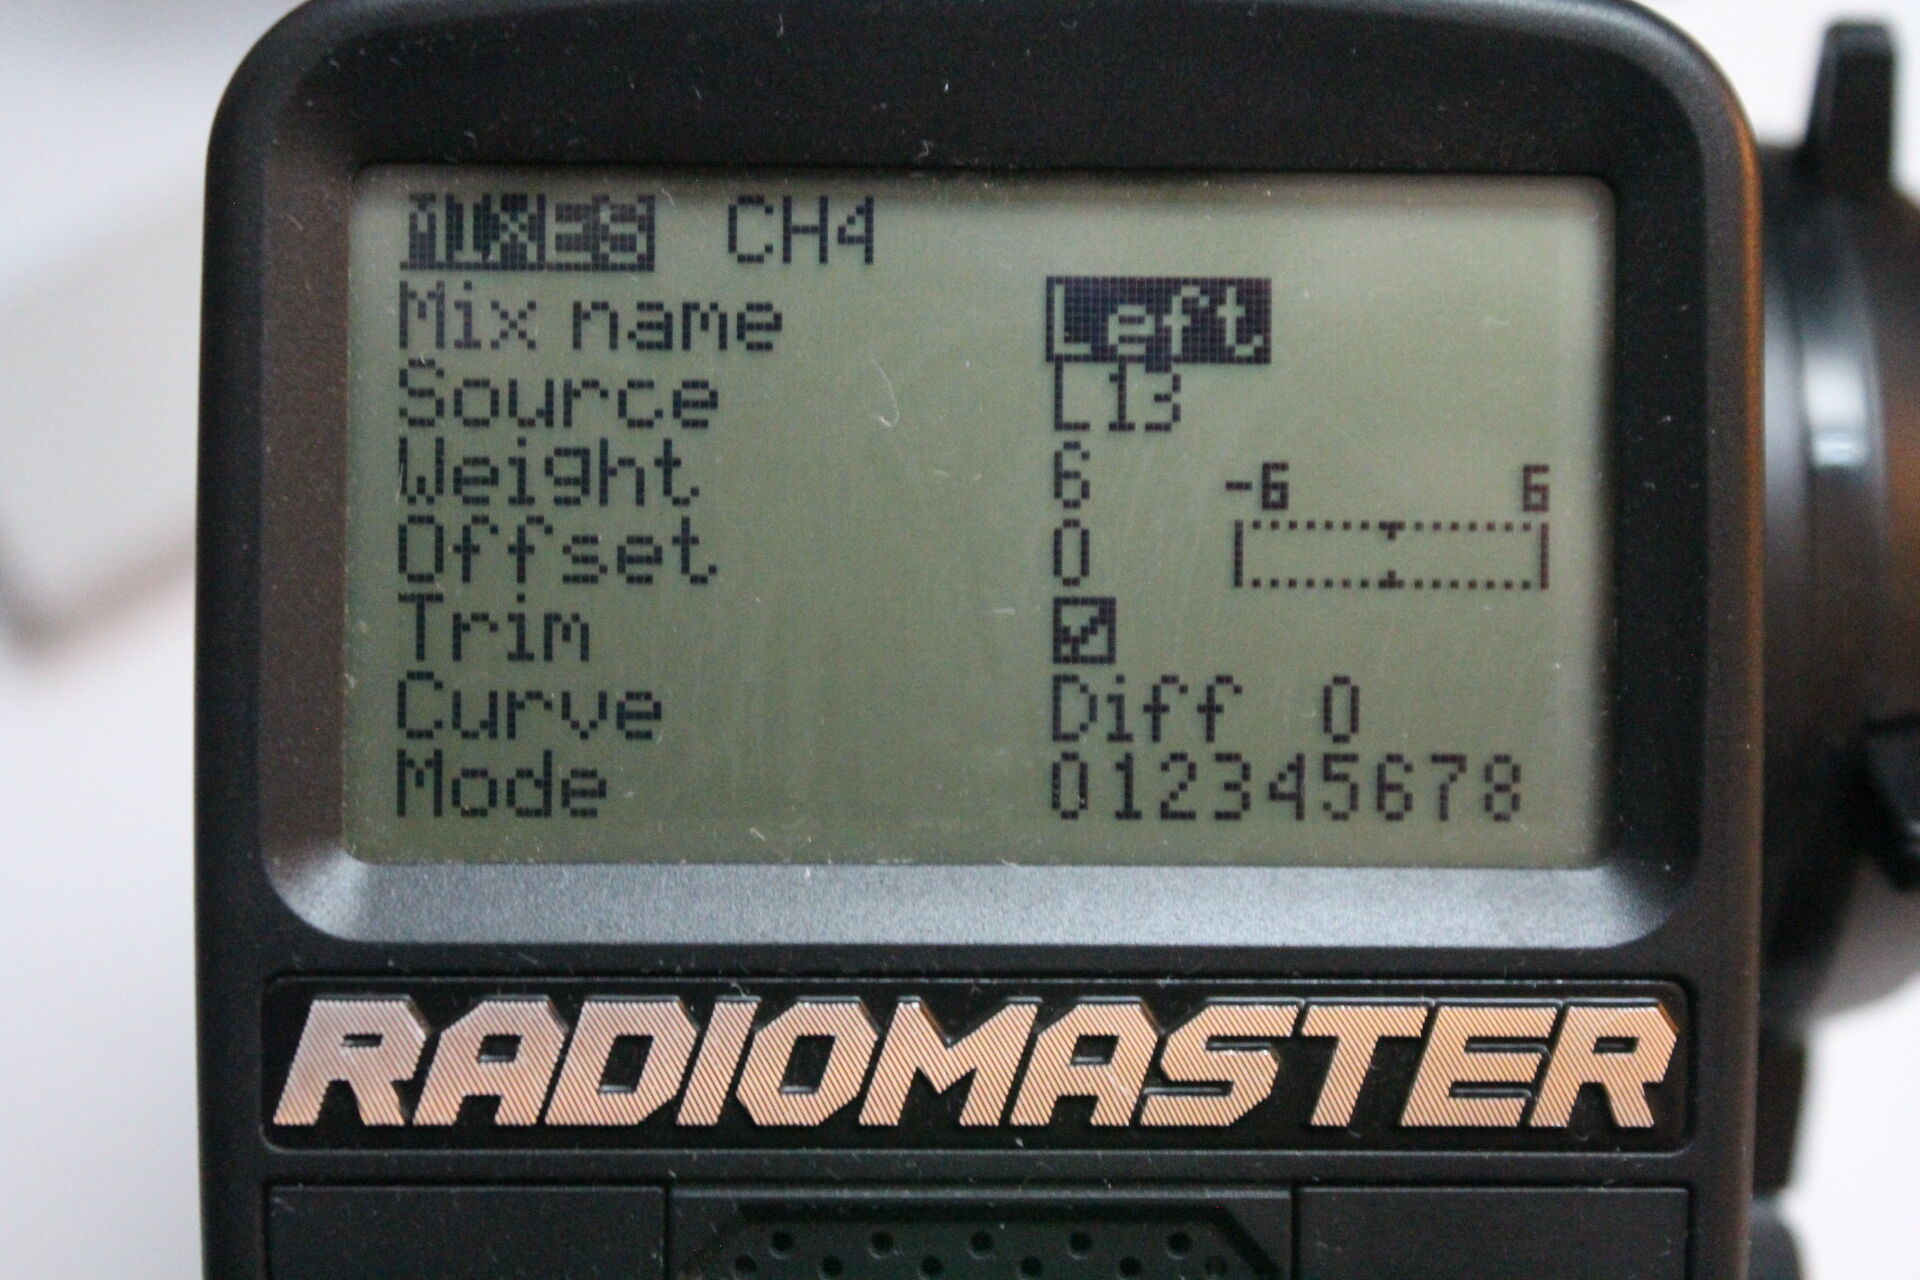 MIXES CH4
Mix name Left
Source L13
Weight 6 -6 6
Offset 0
Trim
Curve Diff 0
Mode 012345678
RADIOMASTER